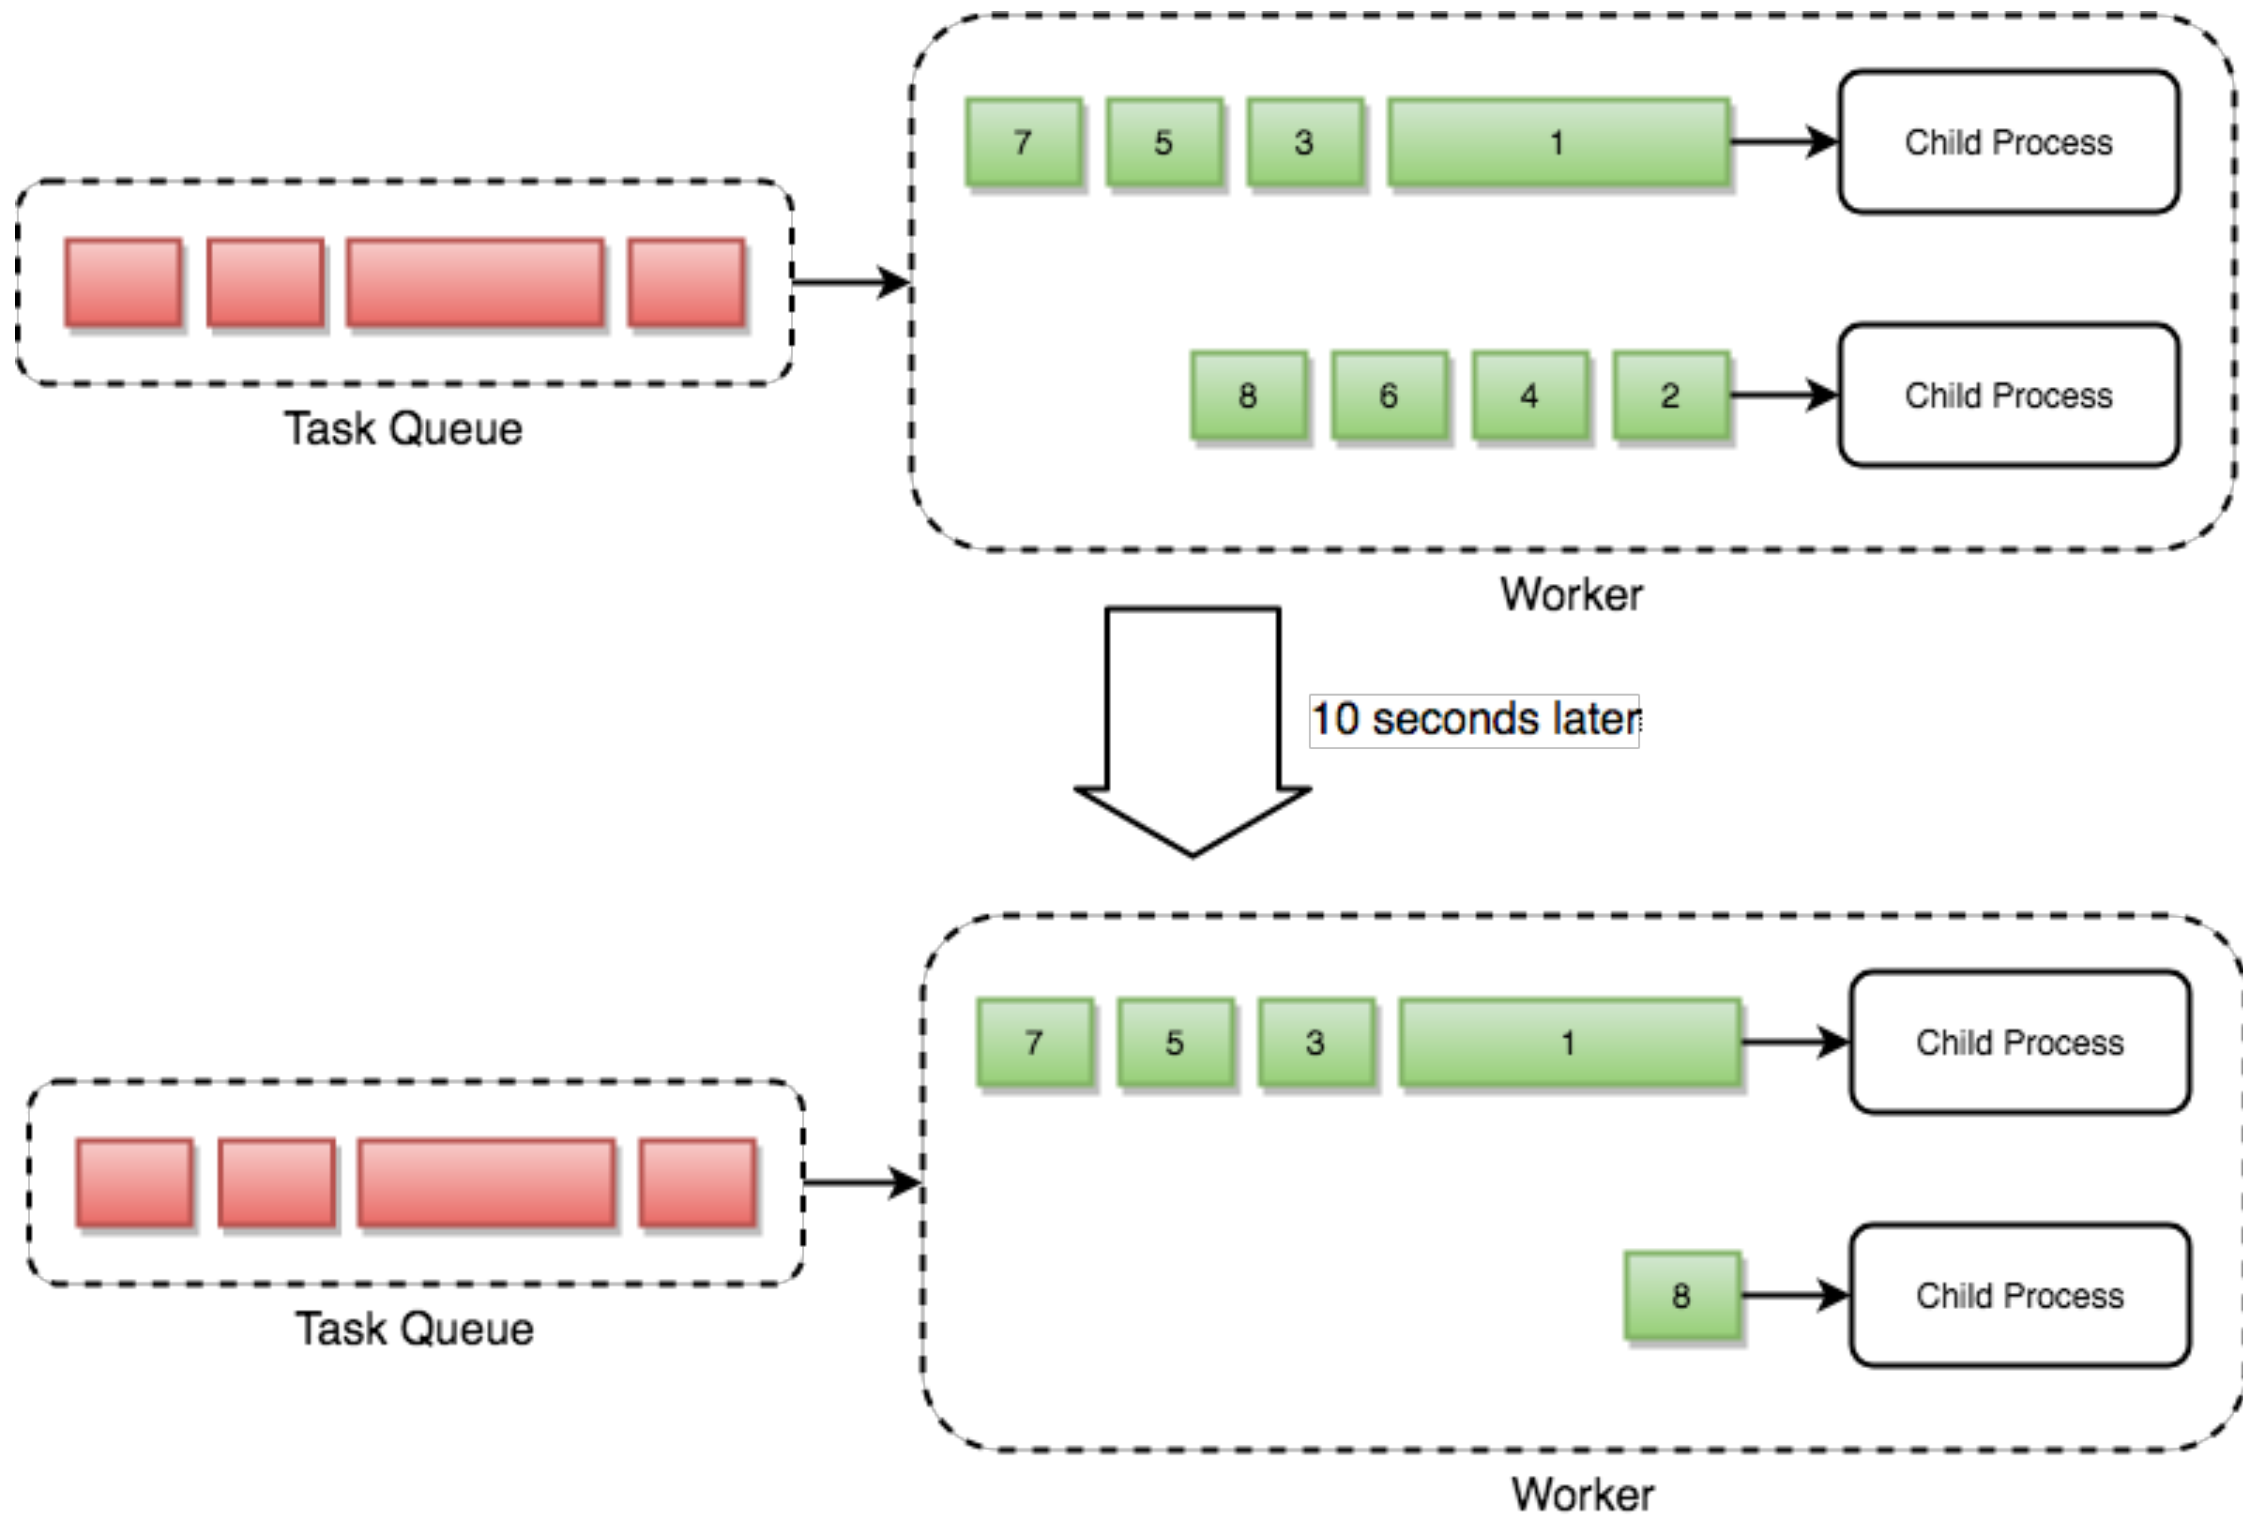 7 5 3 1 Child Process
8 6 4 2 Child Process
Task Queue
Worker
10 seconds later
7 5 3 1 Child Process
8 Child Process
Task Queue
Worker